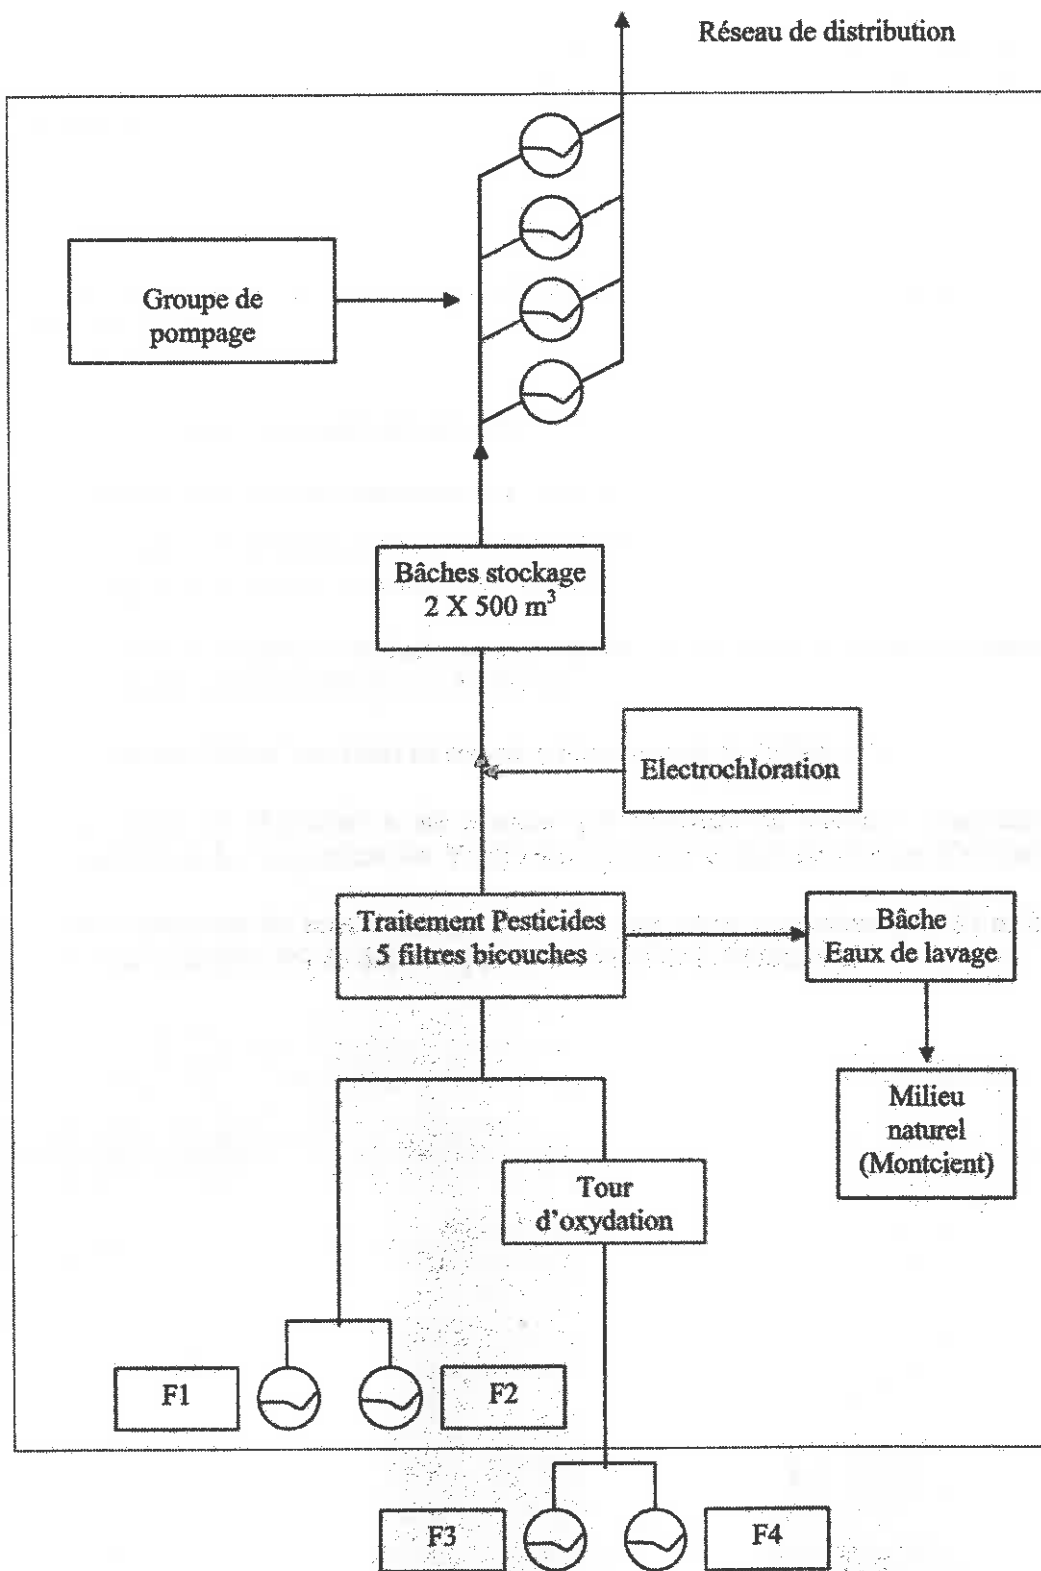 Réseau de distribution
Groupe de
pompage
Bâches stockage
2 X 500 m³
Electrochloration
Traitement Pesticides
5 filtres bicouches
Bâche
Eaux de lavage
Milieu
naturel
(Montcient)
Tour
d'oxydation
F1
F2
F3
F4